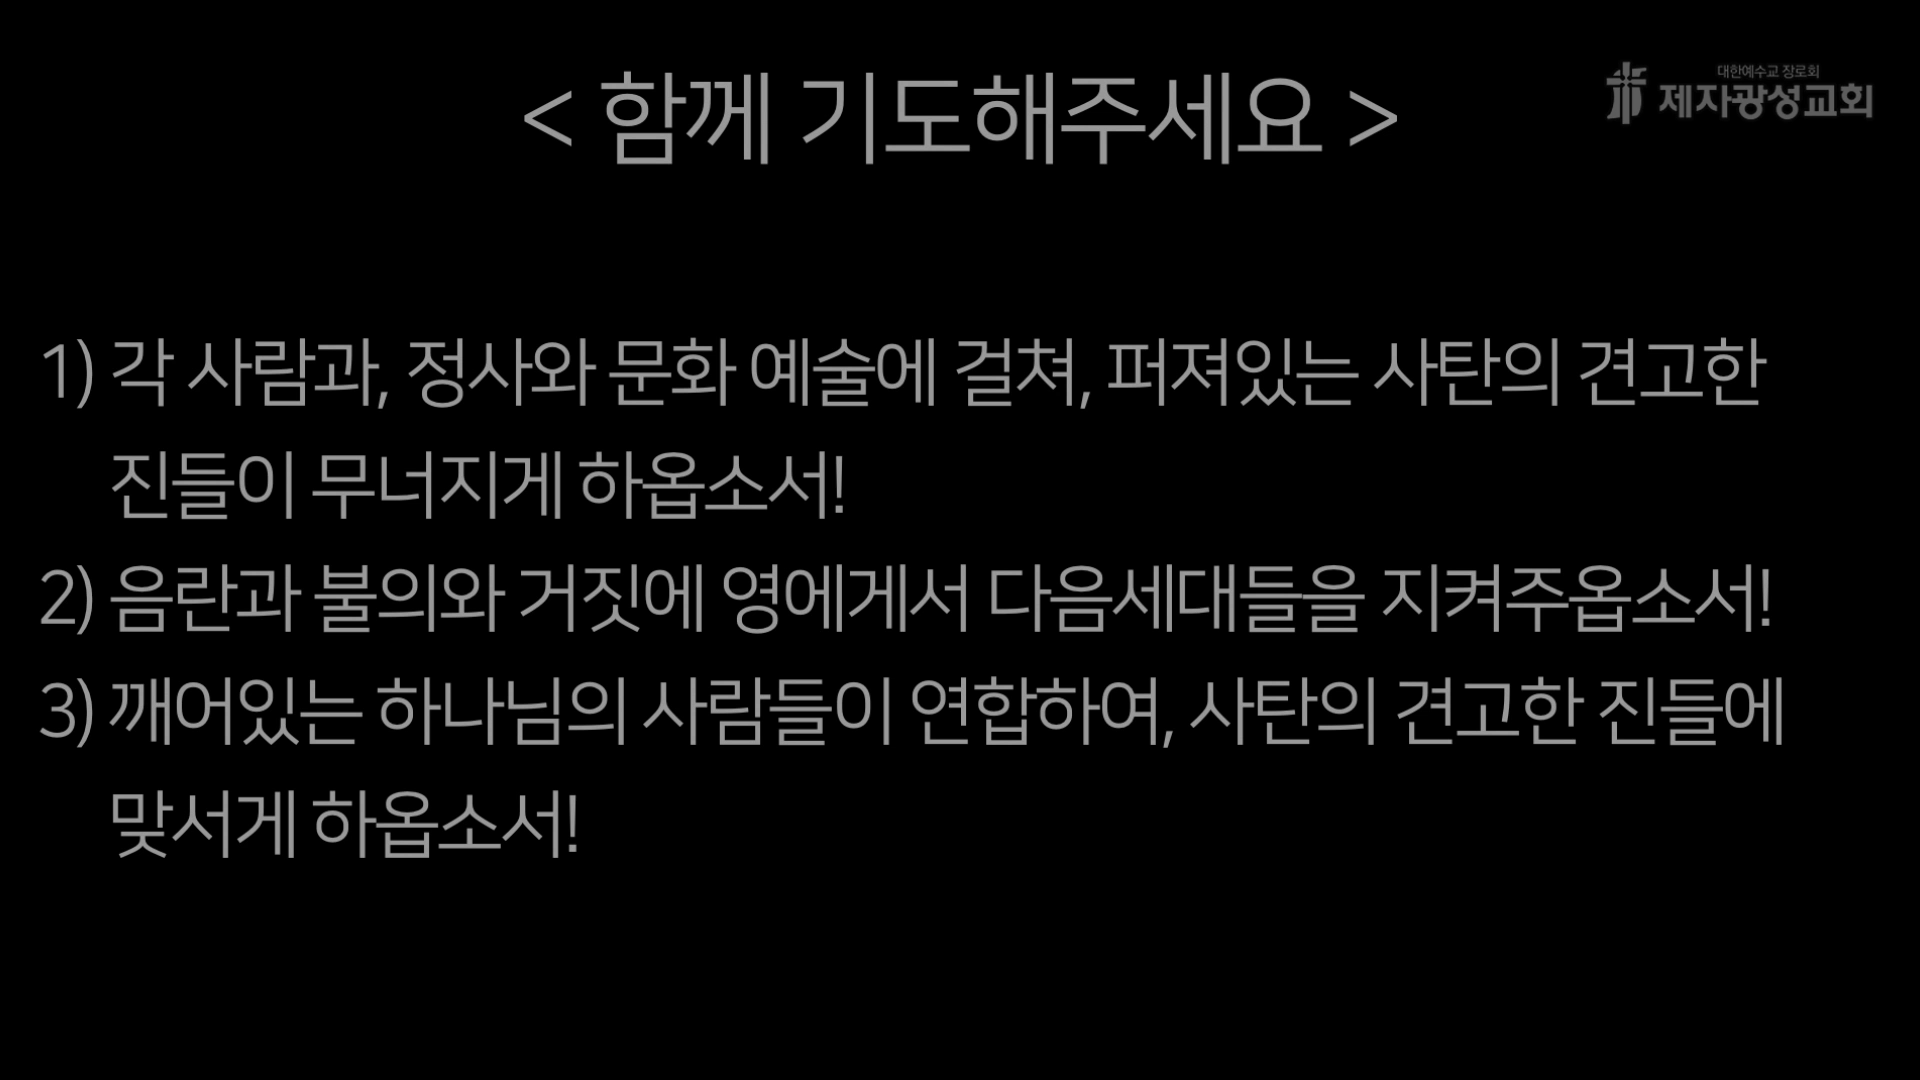 < 함께 기도해주세요 >
대한예수교 장로회
제자광성교회
1) 각 사람과, 정사와 문화 예술에 걸쳐, 퍼져있는 사탄의 견고한
진들이 무너지게 하옵소서!
2) 음란과 불의와 거짓에 영에게서 다음세대들을 지켜주옵소서!
3) 깨어있는 하나님의 사람들이 연합하여, 사탄의 견고한 진들에
맞서게 하옵소서!